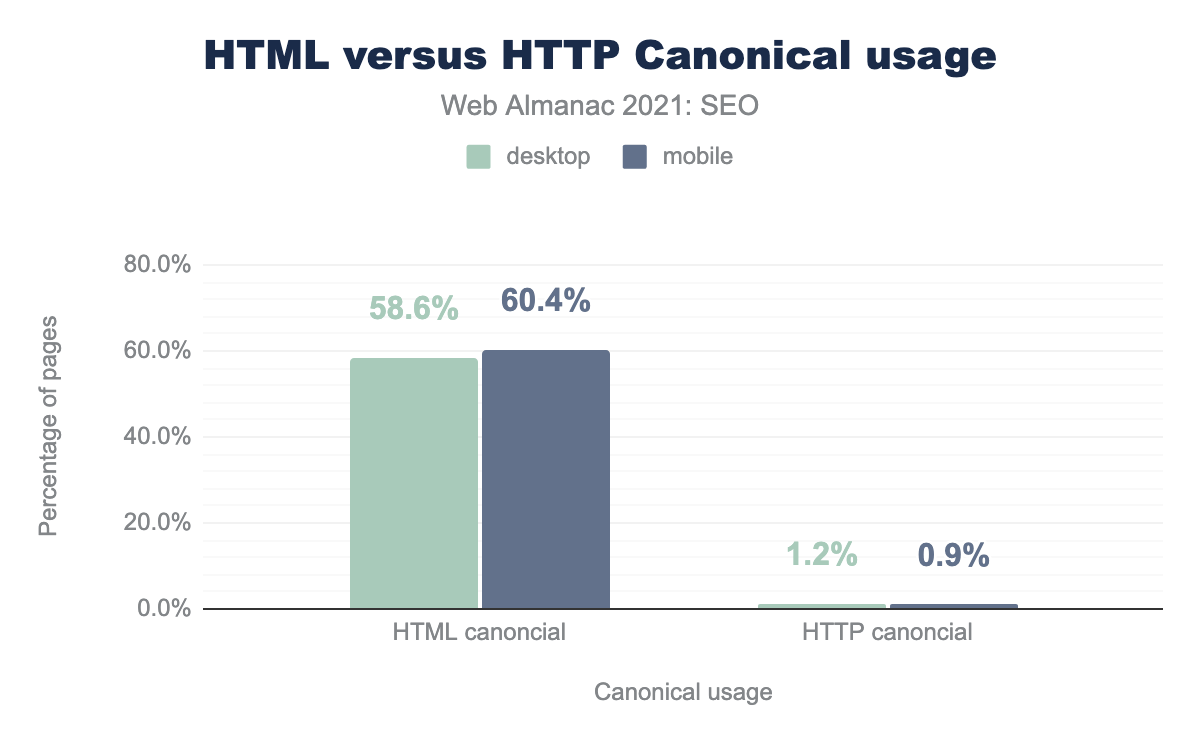 HTML versus HTTP Canonical usage
Web Almanac 2021: SEO
desktop mobile
80.0%
60.0%
40.0%
20.0%
0.0%
Percentage of pages
58.6% 60.4%
1.2% 0.9%
HTML canoncial HTTP canoncial
Canonical usage